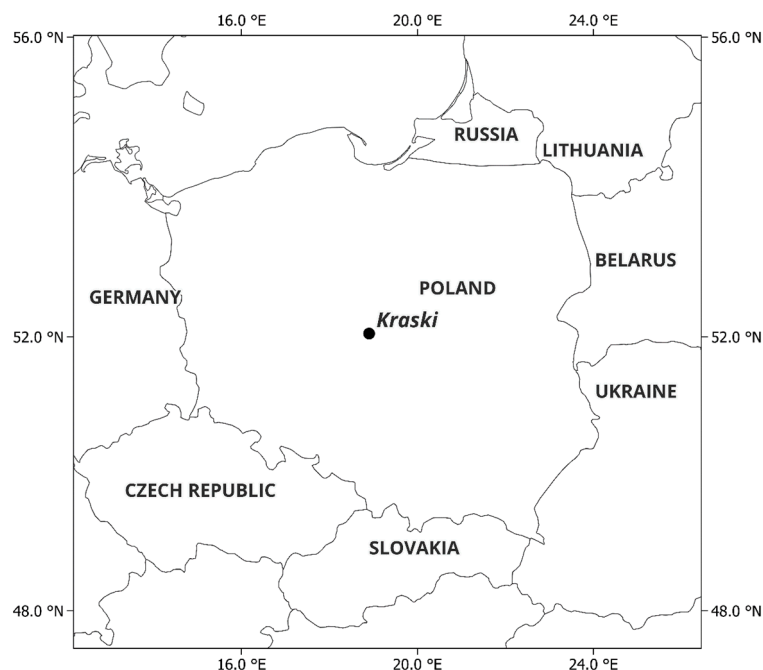 16.0 °E 20.0 °E 24.0 °E
56.0 °N 56.0 °N
RUSSIA
LITHUANIA
BELARUS
POLAND
GERMANY
Kraski
52.0 °N 52.0 °N
UKRAINE
CZECH REPUBLIC
SLOVAKIA
48.0 °N 48.0 °N
16.0 °E 20.0 °E 24.0 °E